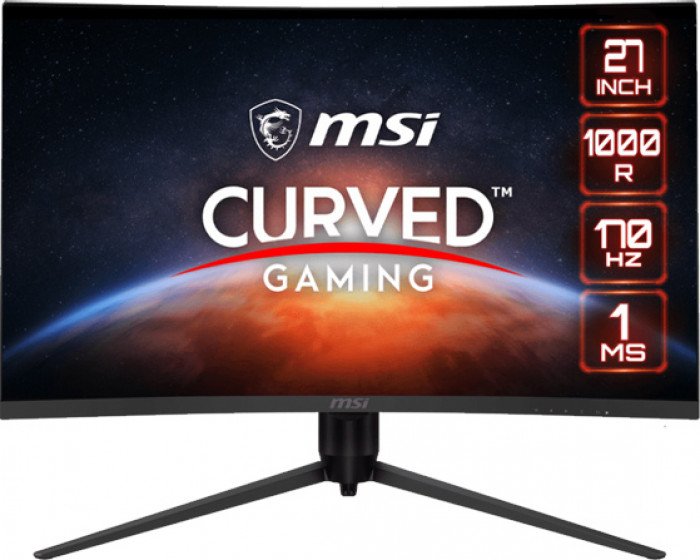 msi
CURVED™
GAMING
27
INCH
1000
R
170
HZ
1
MS
msi